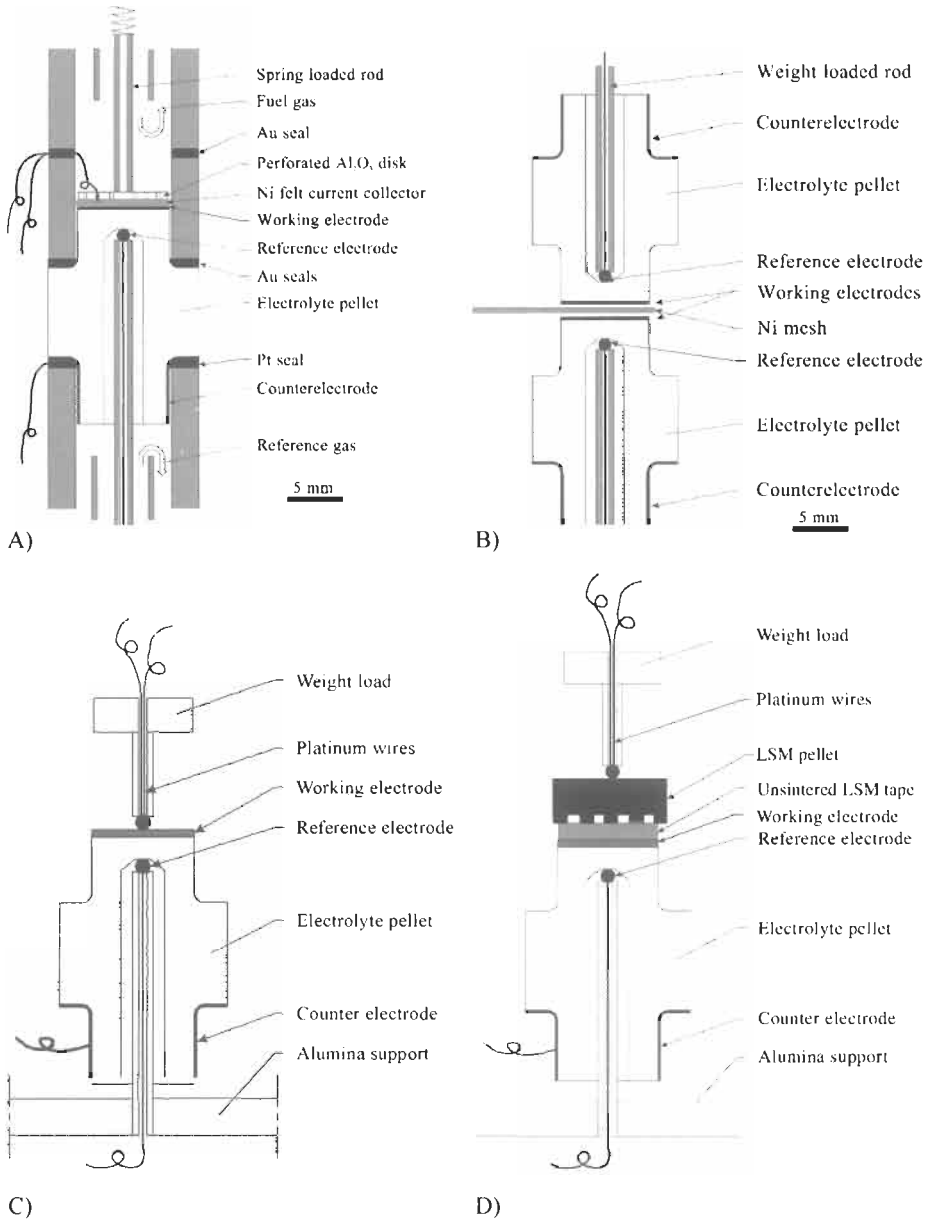 Spring loaded rod
Fuel gas
Au seal
Perforated Al₂O₃ disk
Ni felt current collector
Working electrode
Reference electrode
Au seals
Electrolyte pellet
Pt seal
Counterelectrode
Reference gas
5 mm
A)
Weight loaded rod
Counterelectrode
Electrolyte pellet
Reference electrode
Working electrodes
Ni mesh
Reference electrode
Electrolyte pellet
Counterelectrode
5 mm
B)
Weight load
Platinum wires
Working electrode
Reference electrode
Electrolyte pellet
Counter electrode
Alumina support
C)
Weight load
Platinum wires
LSM pellet
Unsintered LSM tape
Working electrode
Reference electrode
Electrolyte pellet
Counter electrode
Alumina support
D)